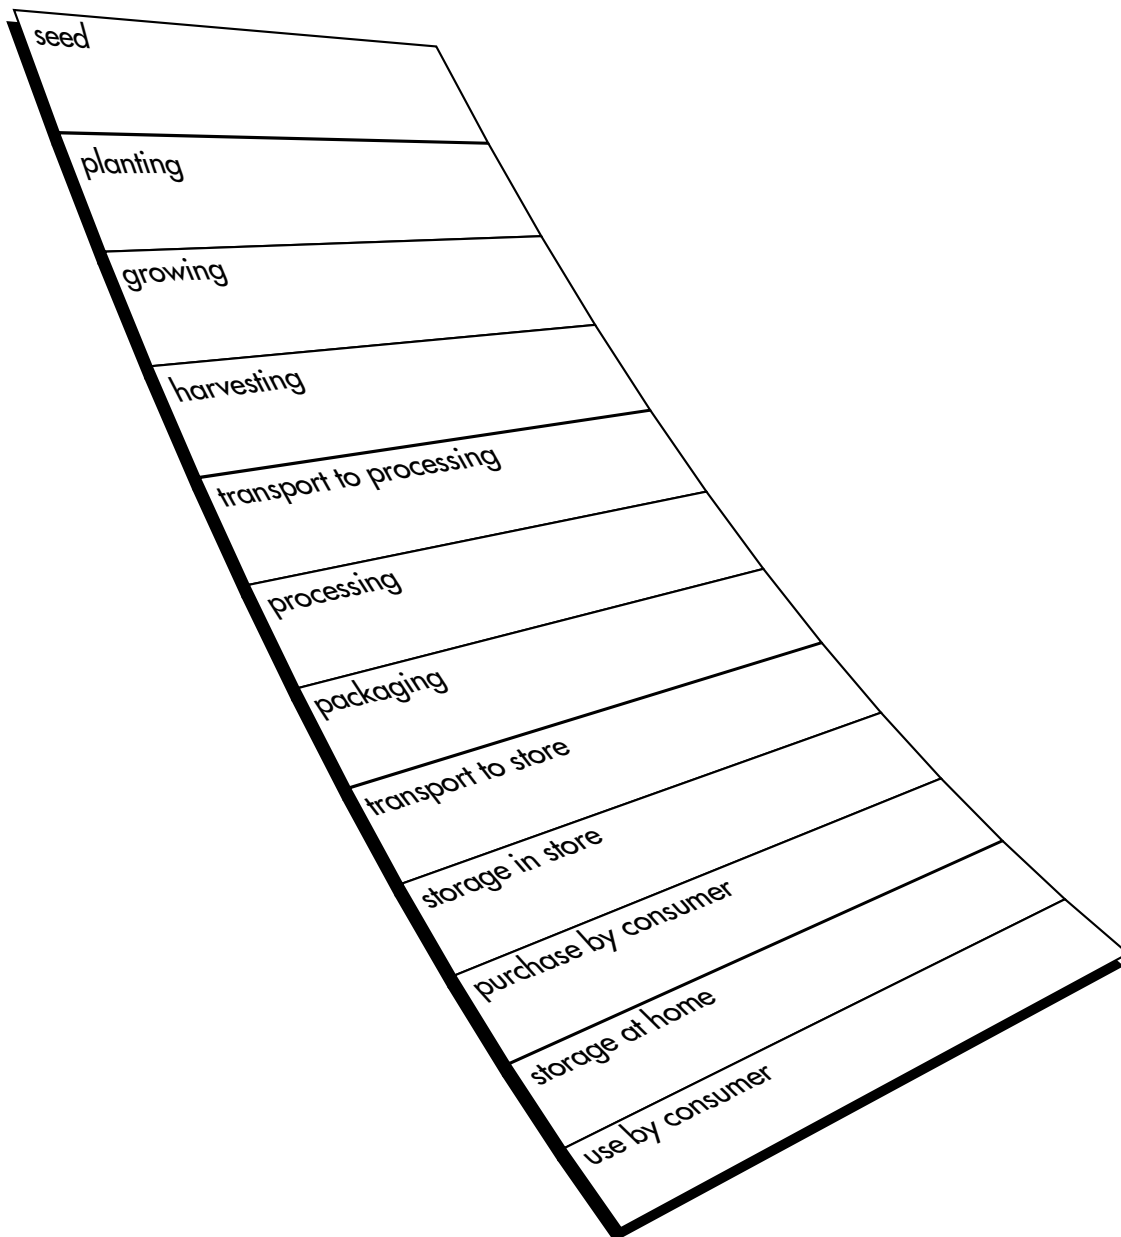 seed
planting
growing
harvesting
transport to processing
processing
packaging
transport to store
storage in store
purchase by consumer
storage at home
use by consumer